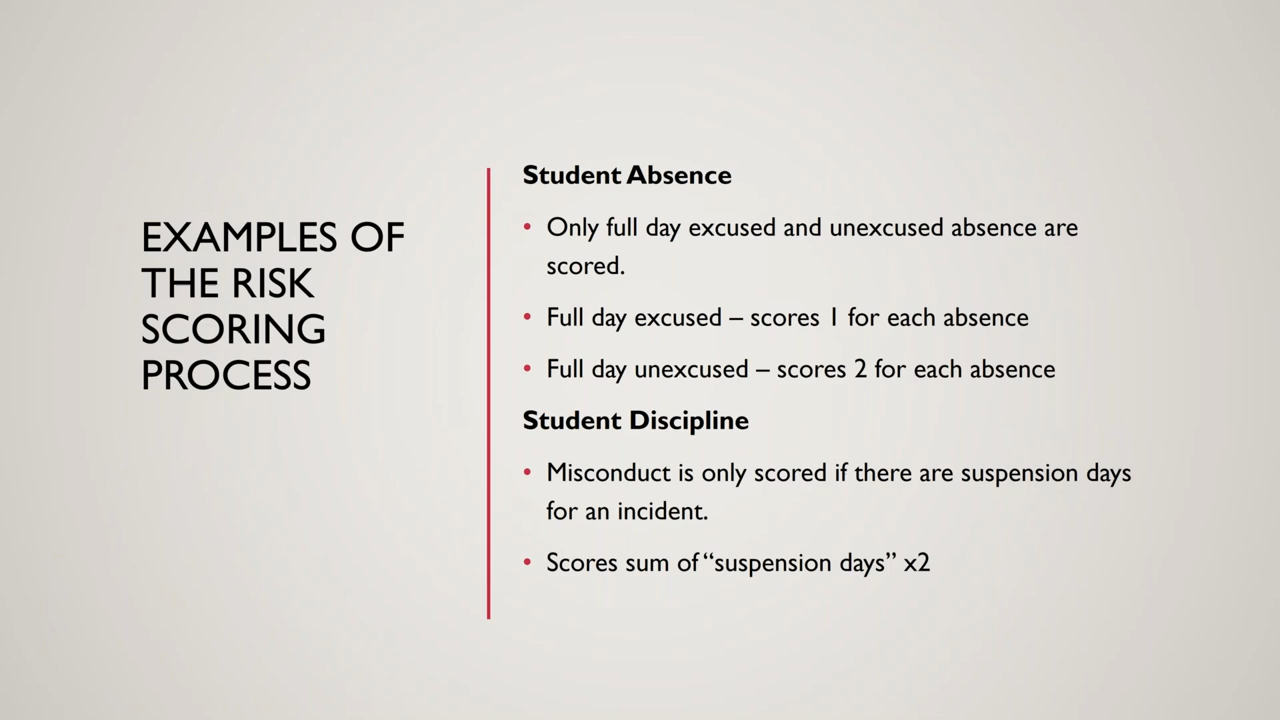 EXAMPLES OF
THE RISK
SCORING
PROCESS
Student Absence
• Only full day excused and unexcused absence are
scored.
• Full day excused – scores 1 for each absence
• Full day unexcused – scores 2 for each absence
Student Discipline
• Misconduct is only scored if there are suspension days
for an incident.
• Scores sum of “suspension days” x2